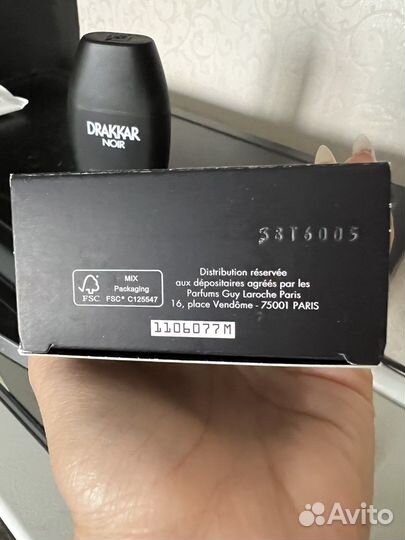 DRAKKAR
NOIR
38T6005
MIX
Packaging
FSC® C125547
FSC
Distribution réservée
aux dépositaires agréés par les
Parfums Guy Laroche Paris
16, place Vendôme - 75001 PARIS
1106077M
Avito